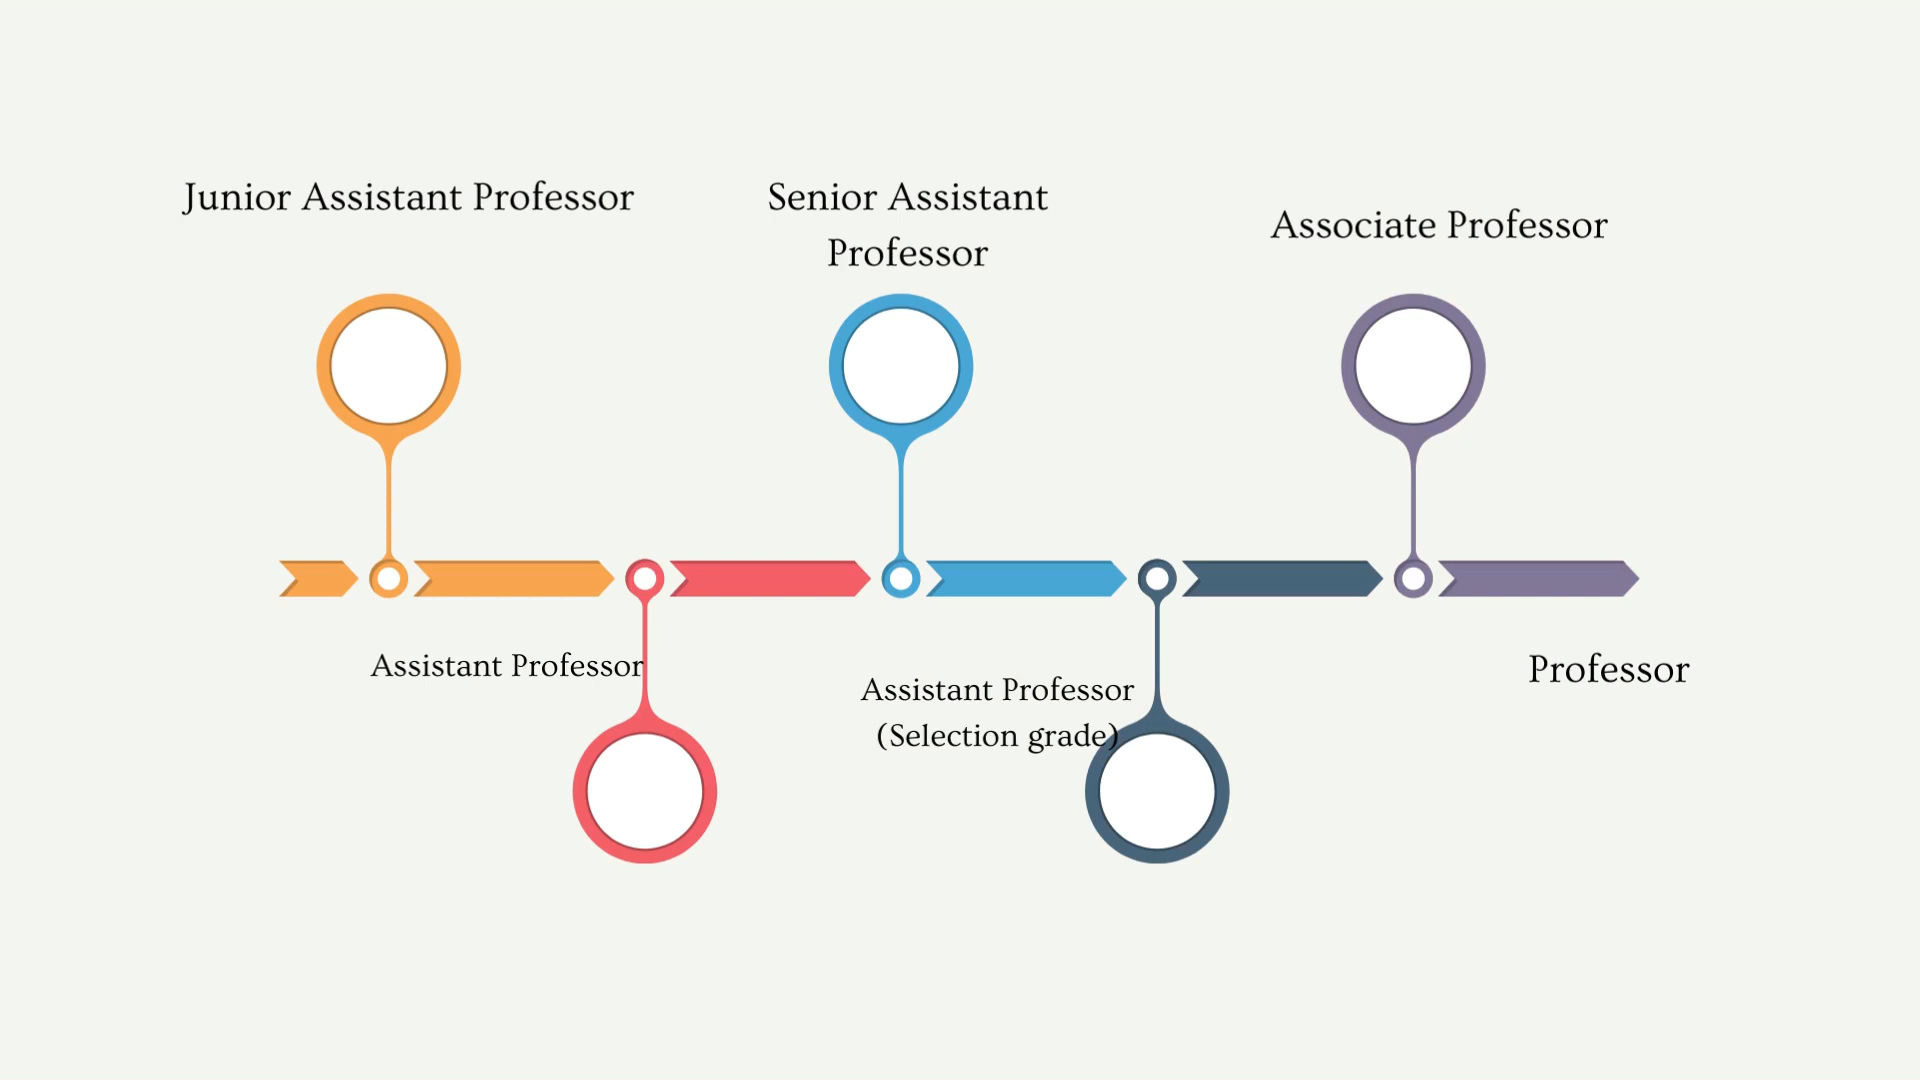 Junior Assistant Professor
Senior Assistant
Professor
Associate Professor
Assistant Professor
Assistant Professor
(Selection grade)
Professor